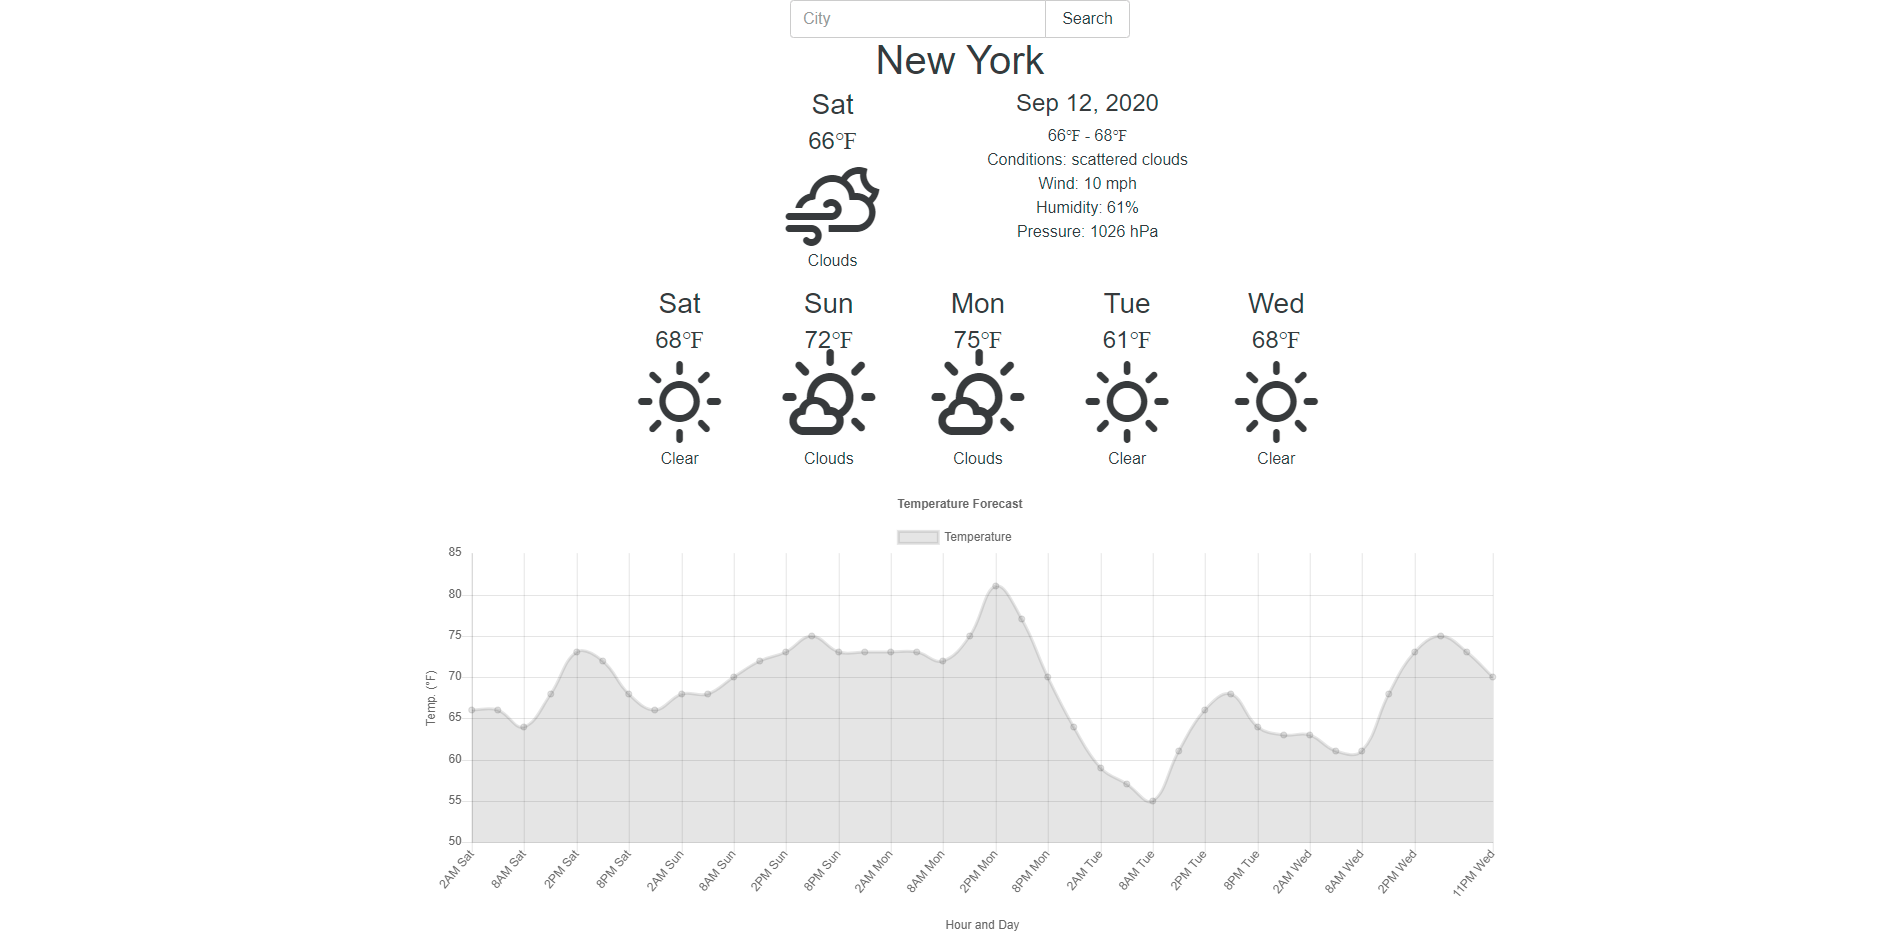 City Search
New York
Sat
66°F
Clouds
Sep 12, 2020
66°F - 68°F
Conditions: scattered clouds
Wind: 10 mph
Humidity: 61%
Pressure: 1026 hPa
Sat Sun Mon Tue Wed
68°F 72°F 75°F 61°F 68°F
Clear Clouds Clouds Clear Clear
Temperature Forecast
Temperature
85
80
75
70
65
60
55
50
Temp. (°F)
2AM Sat 8AM Sat 2PM Sat 8PM Sat 2AM Sun 8AM Sun 2PM Sun 8PM Sun 2AM Mon 8AM Mon 2PM Mon 8PM Mon 2AM Tue 8AM Tue 2PM Tue 8PM Tue 2AM Wed 8AM Wed 2PM Wed 11PM Wed
Hour and Day